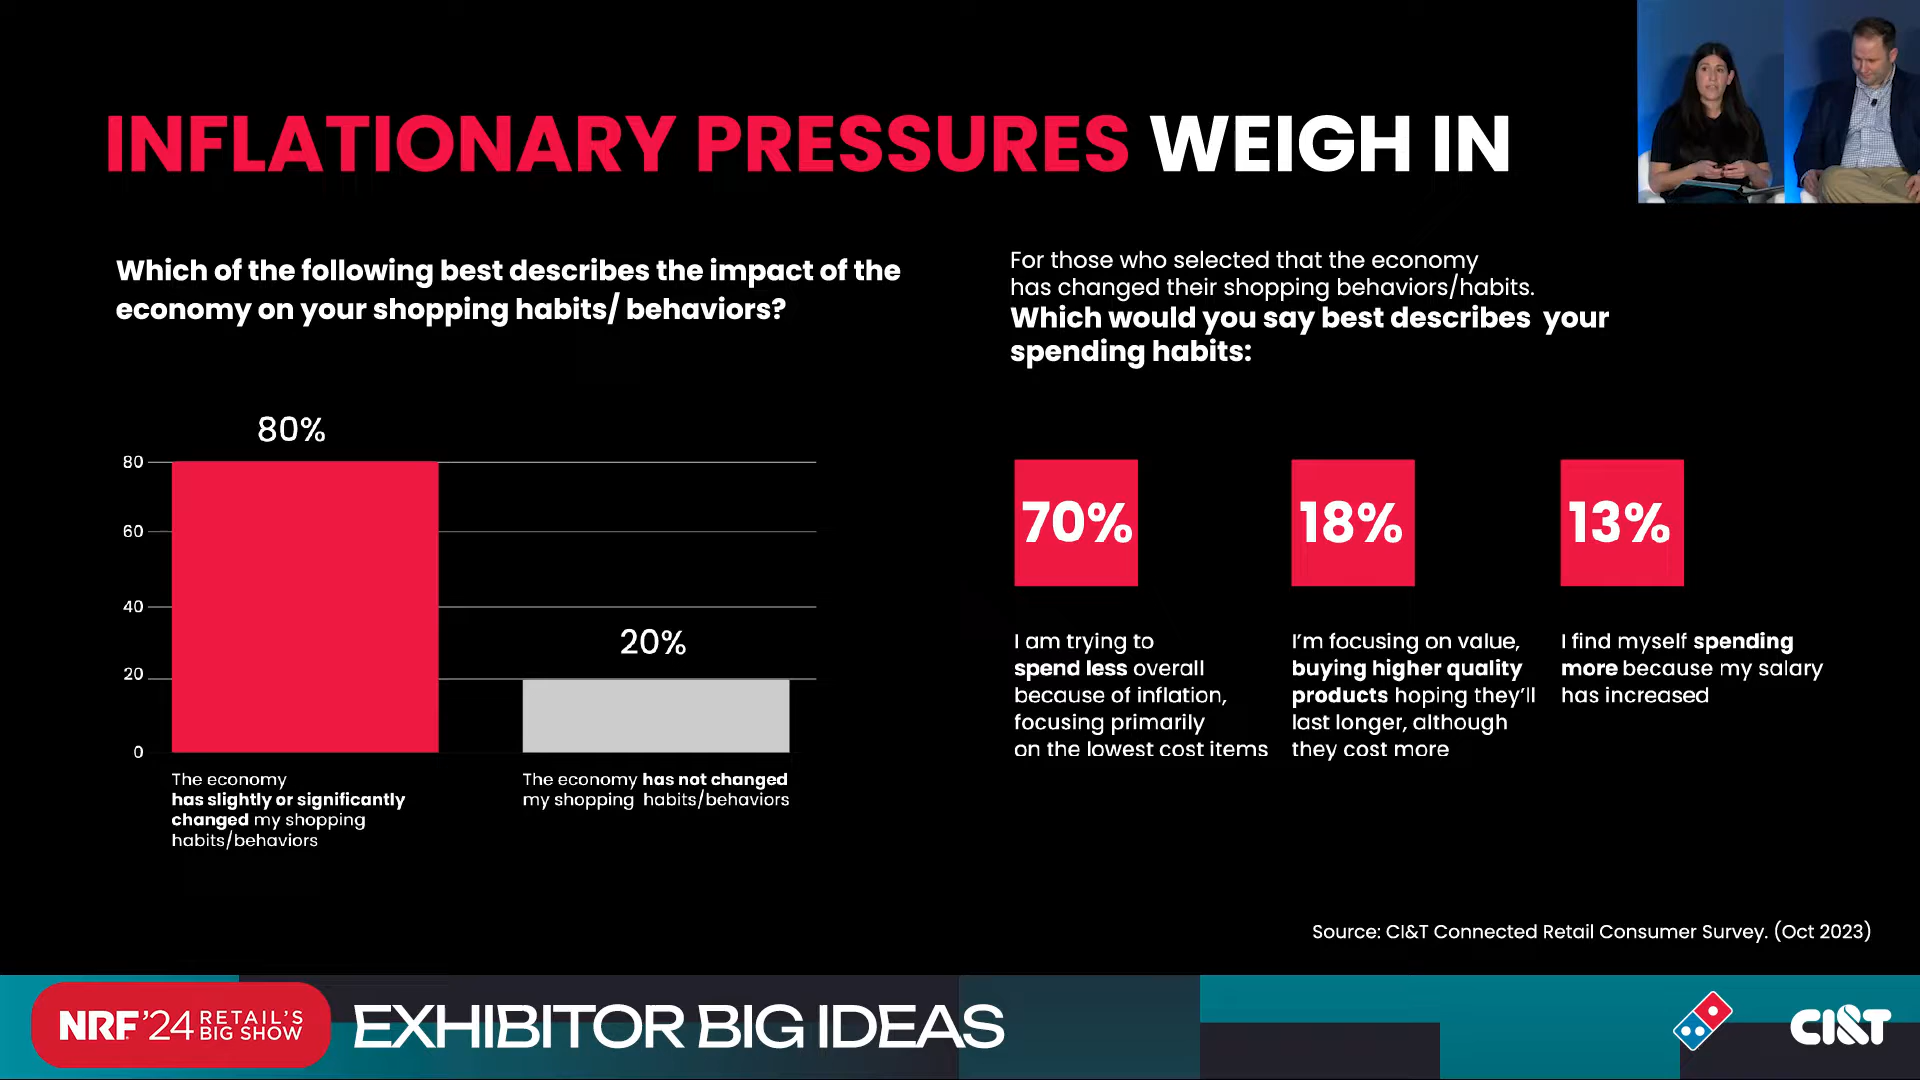 INFLATIONARY PRESSURES WEIGH IN
Which of the following best describes the impact of the
economy on your shopping habits/ behaviors?
80%
80
60
40
20%
20
0
The economy
has slightly or significantly
changed my shopping
habits/behaviors
The economy has not changed
my shopping habits/behaviors
For those who selected that the economy
has changed their shopping behaviors/habits.
Which would you say best describes your
spending habits:
70%
I am trying to
spend less overall
because of inflation,
focusing primarily
on the lowest cost items
18%
I'm focusing on value,
buying higher quality
products hoping they'll
last longer, although
they cost more
13%
I find myself spending
more because my salary
has increased
Source: CI&T Connected Retail Consumer Survey. (Oct 2023)
NRF'24 RETAIL'S
BIG SHOW
EXHIBITOR BIG IDEAS
CI&T